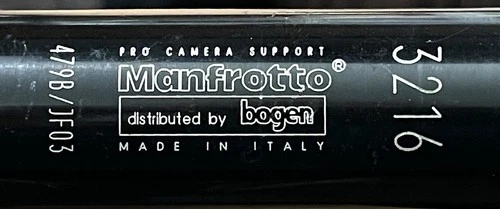 479B/JF03
PRO CAMERA SUPPORT
Manfrotto®
distributed by bogen
MADE IN ITALY
3216